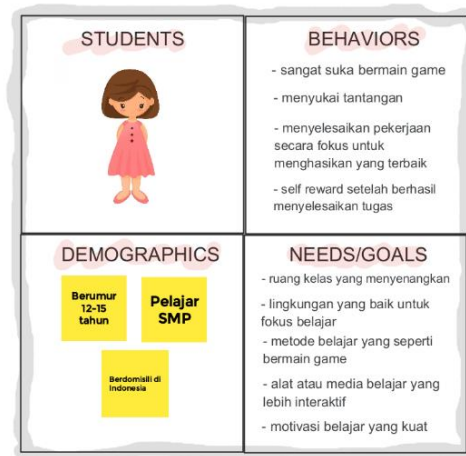 STUDENTS
BEHAVIORS
- sangat suka bermain game
- menyukai tantangan
- menyelesaikan pekerjaan
secara fokus untuk
menghasikan yang terbaik
- self reward setelah berhasil
menyelesaikan tugas
DEMOGRAPHICS
Berumur
12-15
tahun
Pelajar
SMP
Berdomisili di
Indonesia
NEEDS/GOALS
- ruang kelas yang menyenangkan
- lingkungan yang baik untuk
fokus belajar
- metode belajar yang seperti
bermain game
- alat atau media belajar yang
lebih interaktif
- motivasi belajar yang kuat